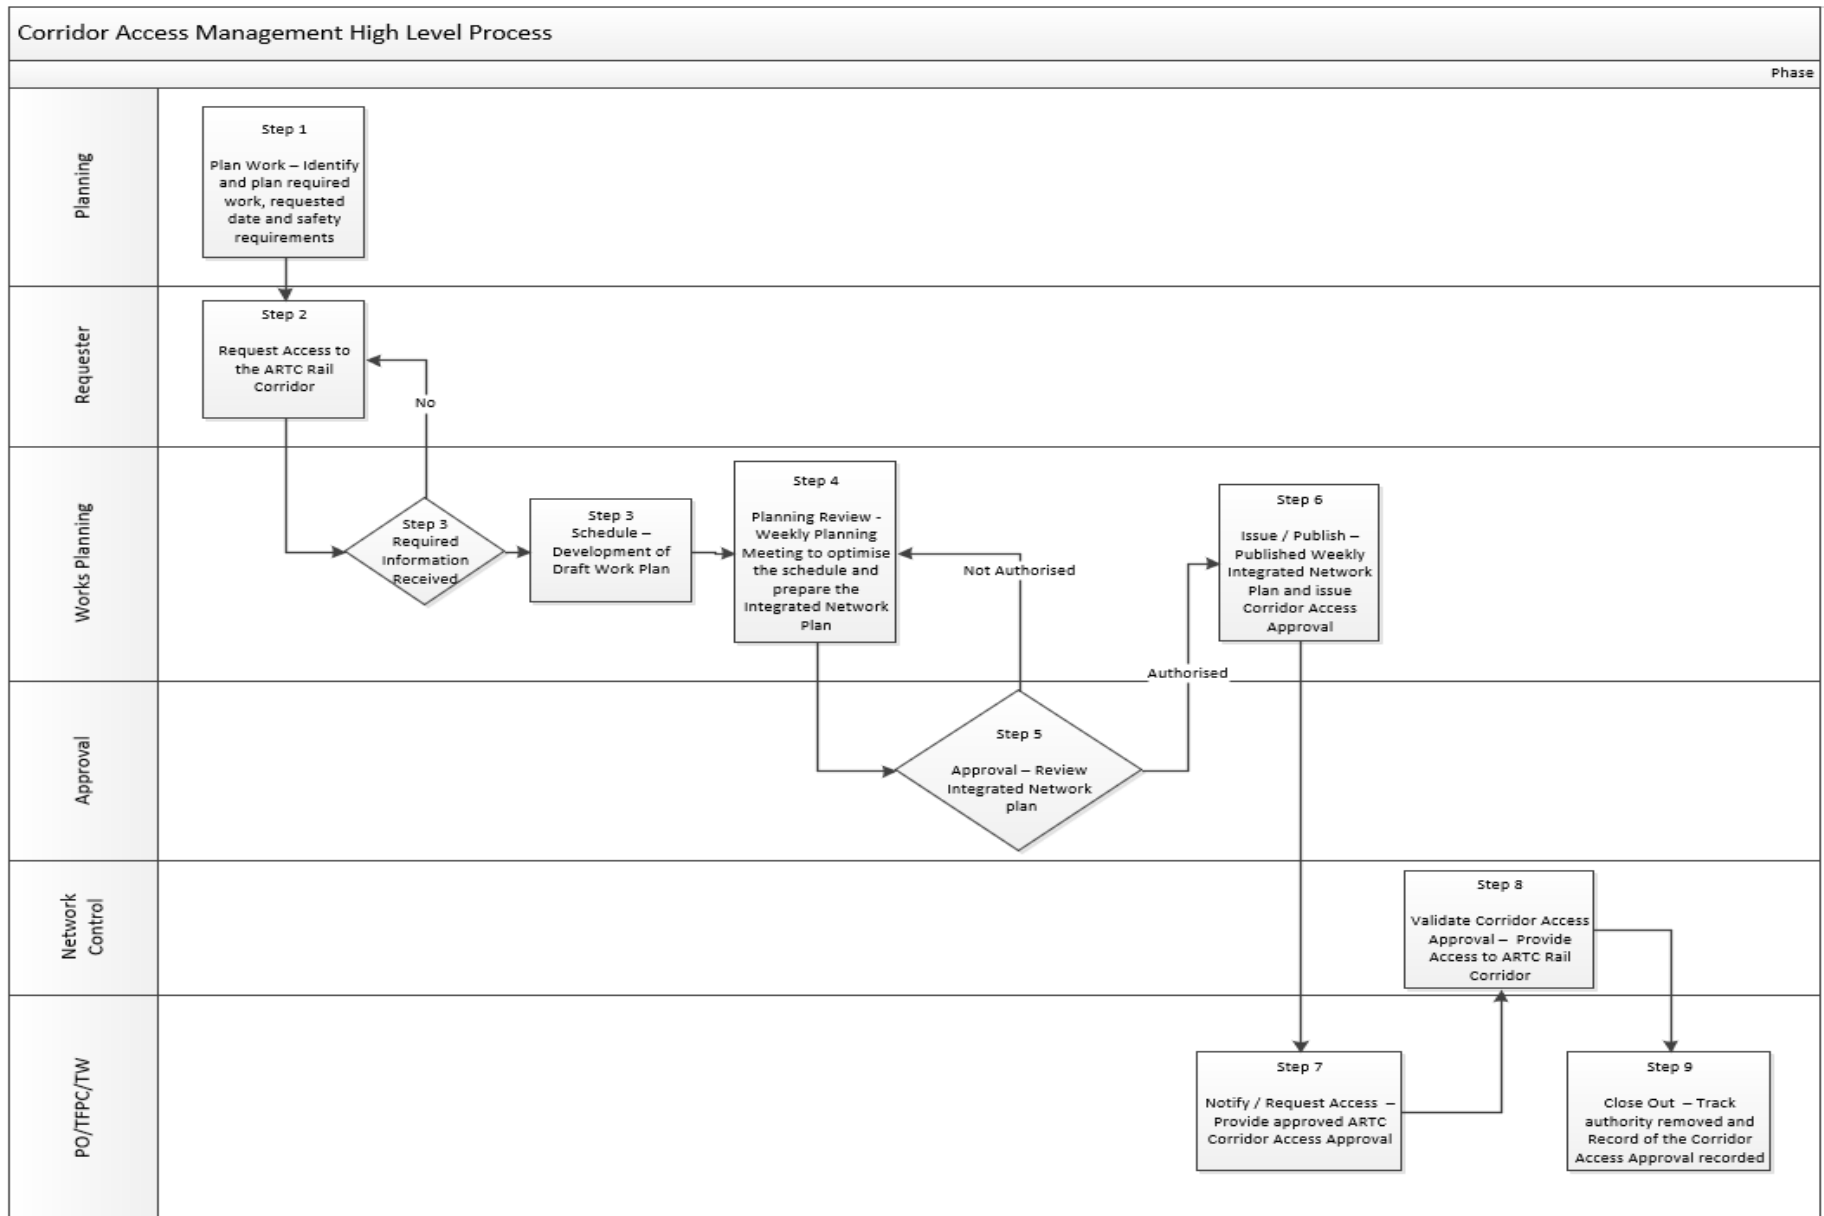 Corridor Access Management High Level Process
Phase
Planning
Step 1
Plan Work – Identify
and plan required
work, requested
date and safety
requirements
Requester
Step 2
Request Access to
the ARTC Rail
Corridor
No
Works Planning
Step 3
Required
Information
Received
Step 3
Schedule –
Development of
Draft Work Plan
Step 4
Planning Review -
Weekly Planning
Meeting to optimise
the schedule and
prepare the
Integrated Network
Plan
Not Authorised
Step 6
Issue / Publish –
Published Weekly
Integrated Network
Plan and issue
Corridor Access
Approval
Authorised
Approval
Step 5
Approval – Review
Integrated Network
plan
Network
Control
Step 8
Validate Corridor Access
Approval – Provide
Access to ARTC Rail
Corridor
PO/TFPC/TW
Step 7
Notify / Request Access –
Provide approved ARTC
Corridor Access Approval
Step 9
Close Out – Track
authority removed and
Record of the Corridor
Access Approval recorded